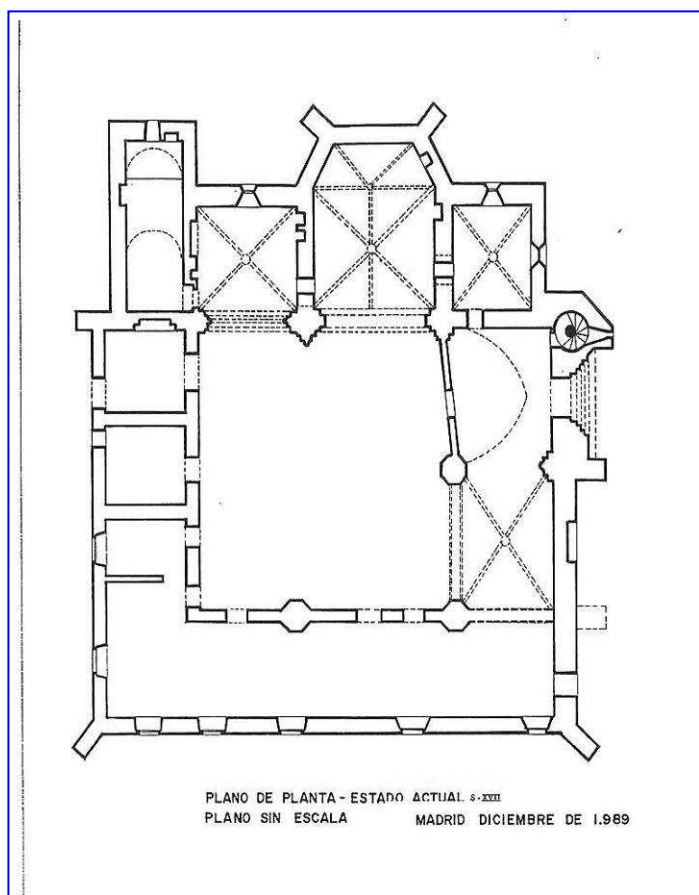 PLANO DE PLANTA - ESTADO ACTUAL S. XVII
PLANO SIN ESCALA MADRID DICIEMBRE DE 1.989